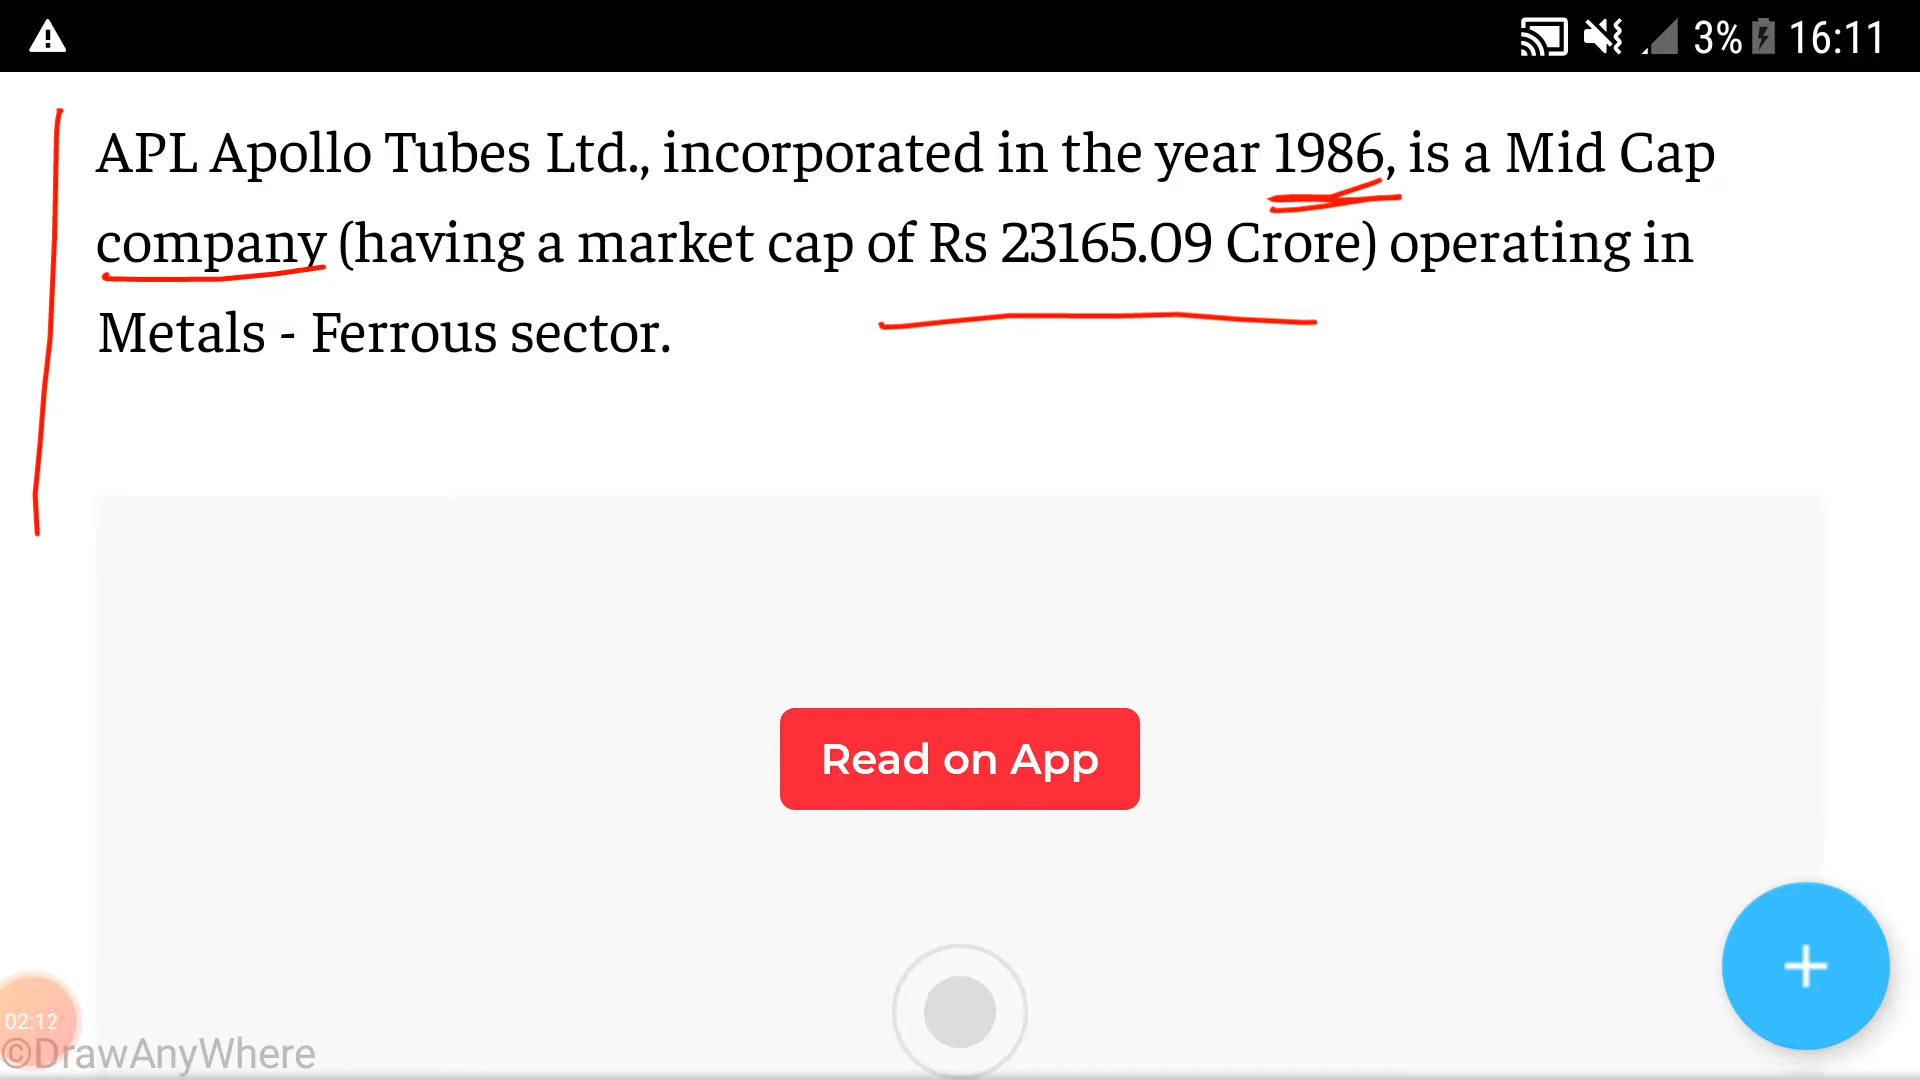 3% 16:11
APL Apollo Tubes Ltd., incorporated in the year 1986, is a Mid Cap
company (having a market cap of Rs 23165.09 Crore) operating in
Metals - Ferrous sector.
Read on App
02:12
©DrawAnyWhere